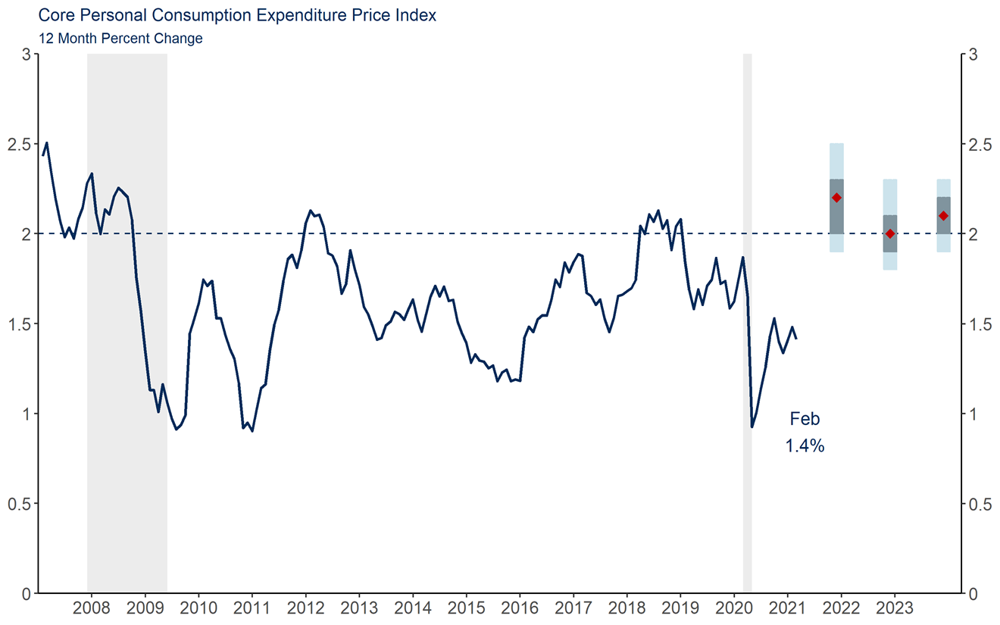 Core Personal Consumption Expenditure Price Index
12 Month Percent Change
3 3
2.5 2.5
2 2
1.5 1.5
1 1
Feb
1.4%
0.5 0.5
0 0
2008 2009 2010 2011 2012 2013 2014 2015 2016 2017 2018 2019 2020 2021 2022 2023